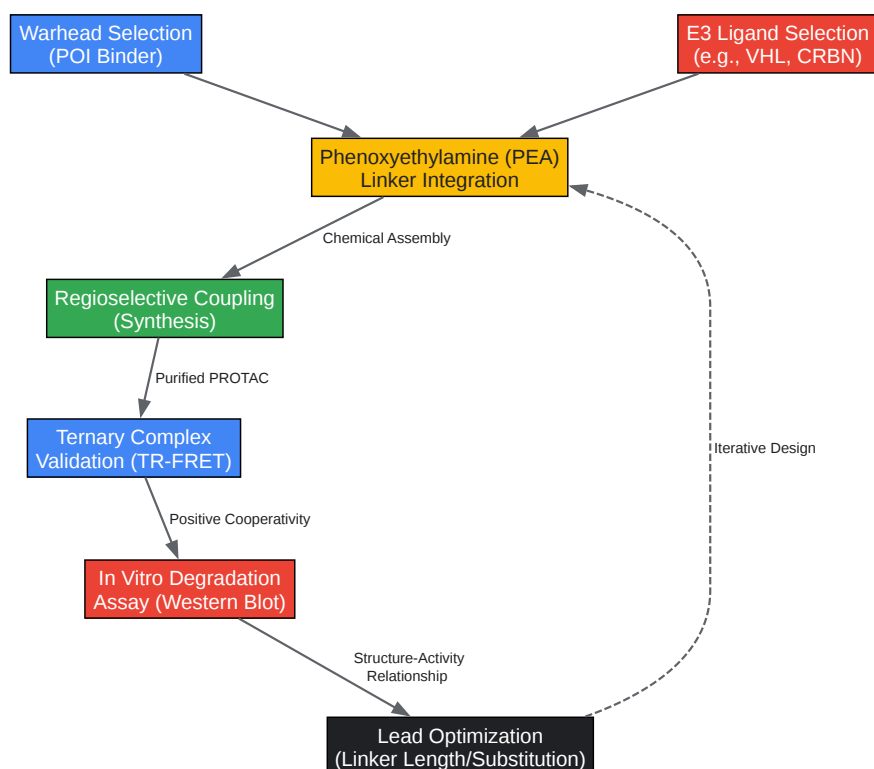 Warhead Selection
(POI Binder)
E3 Ligand Selection
(e.g., VHL, CRBN)
Phenoxyethylamine (PEA)
Linker Integration
Chemical Assembly
Regioselective Coupling
(Synthesis)
Purified PROTAC
Ternary Complex
Validation (TR-FRET)
Iterative Design
Positive Cooperativity
In Vitro Degradation
Assay (Western Blot)
Structure-Activity
Relationship
Lead Optimization
(Linker Length/Substitution)